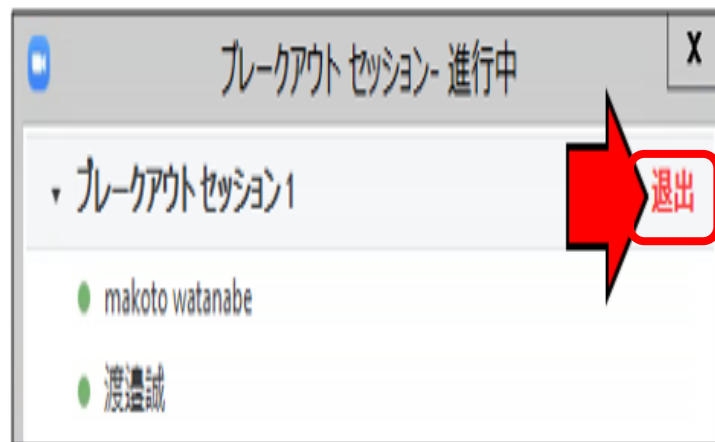 ブレークアウト セッション- 進行中
X
ブレークアウト セッション 1
退出
makoto watanabe
渡邉誠